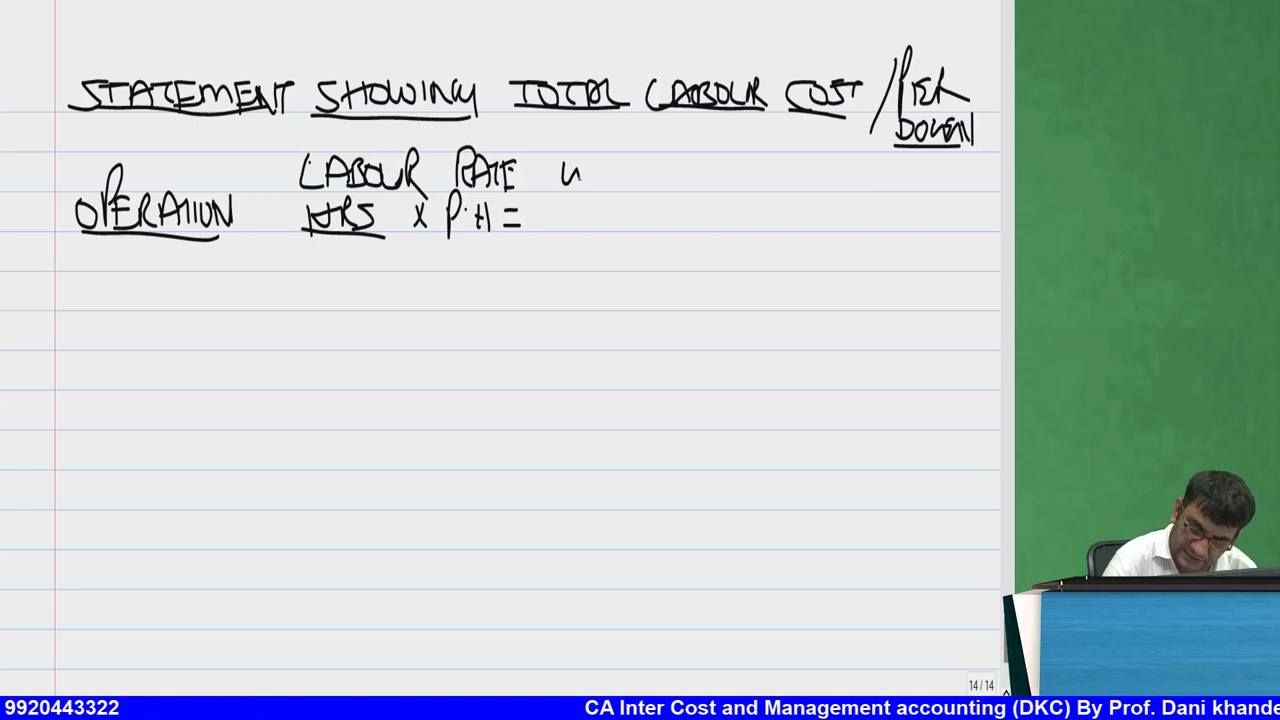 STATEMENT SHOWING TOTAL LABOUR COST / PER
DOZEN
LABOUR RATE
OPERATION HRS X P.H =
14 / 14
9920443322 CA Inter Cost and Management accounting (DKC) By Prof. Dani khande